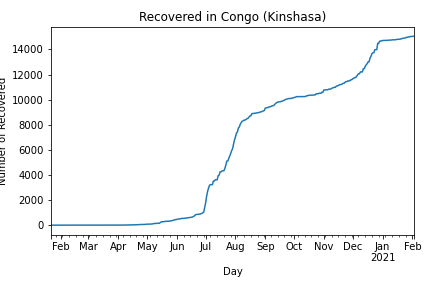 Recovered in Congo (Kinshasa)
Number of Recovered
14000
12000
10000
8000
6000
4000
2000
0
Feb Mar Apr May Jun Jul Aug Sep Oct Nov Dec Jan Feb
2021
Day